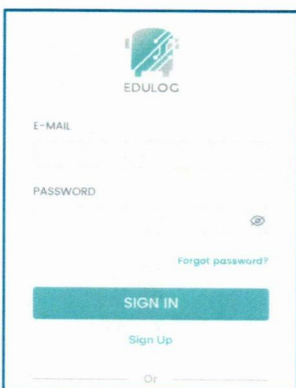 EDULOG
E-MAIL
PASSWORD
Forgot password?
SIGN IN
Sign Up
Or